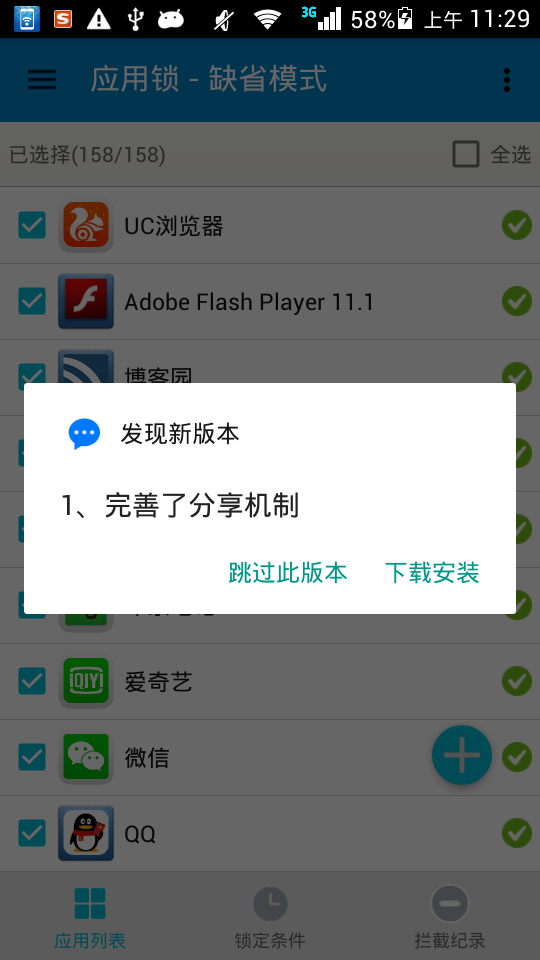 3G 58% 上午 11:29
应用锁 - 缺省模式
已选择(158/158) 全选
UC浏览器
Adobe Flash Player 11.1
博客园
发现新版本
1、完善了分享机制
跳过此版本 下载安装
QIYI 爱奇艺
微信
QQ
应用列表 锁定条件 拦截纪录